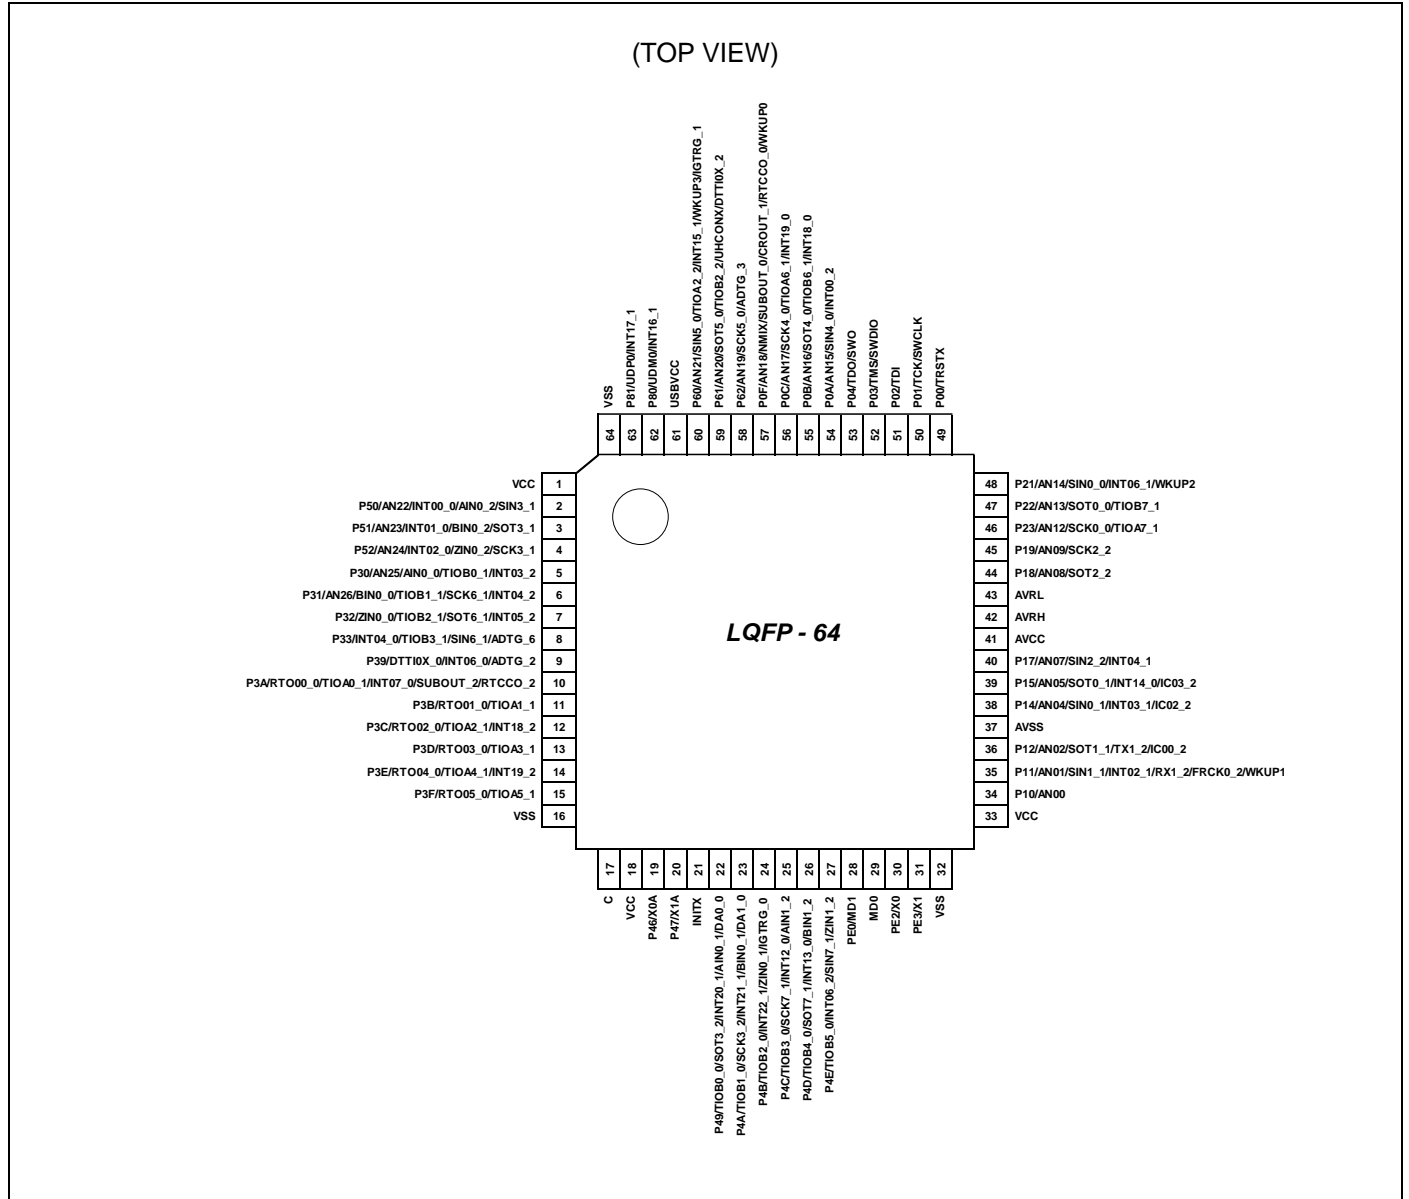 (TOP VIEW)
VSS
P81/UDP0/INT17_1
P80/UDM0/INT16_1
USBVCC
P60/AN21/SIN5_0/TIOA2_2/INT15_1/WKUP3/IGTRG_1
P61/AN20/SOT5_0/TIOB2_2/UHCONX/DTTI0X_2
P62/AN19/SCK5_0/ADTG_3
P0F/AN18/NMIX/SUBOUT_0/CROUT_1/RTCCO_0/WKUP0
P0C/AN17/SCK4_0/TIOA6_1/INT19_0
P0B/AN16/SOT4_0/TIOB6_1/INT18_0
P0A/AN15/SIN4_0/INT00_2
P04/TDO/SWO
P03/TMS/SWDIO
P02/TDI
P01/TCK/SWCLK
P00/TRSTX
64 63 62 61 60 59 58 57 56 55 54 53 52 51 50 49
VCC 1
P50/AN22/INT00_0/AIN0_2/SIN3_1 2
P51/AN23/INT01_0/BIN0_2/SOT3_1 3
P52/AN24/INT02_0/ZIN0_2/SCK3_1 4
P30/AN25/AIN0_0/TIOB0_1/INT03_2 5
P31/AN26/BIN0_0/TIOB1_1/SCK6_1/INT04_2 6
P32/ZIN0_0/TIOB2_1/SOT6_1/INT05_2 7
P33/INT04_0/TIOB3_1/SIN6_1/ADTG_6 8
P39/DTTI0X_0/INT06_0/ADTG_2 9
P3A/RTO00_0/TIOA0_1/INT07_0/SUBOUT_2/RTCCO_2 10
P3B/RTO01_0/TIOA1_1 11
P3C/RTO02_0/TIOA2_1/INT18_2 12
P3D/RTO03_0/TIOA3_1 13
P3E/RTO04_0/TIOA4_1/INT19_2 14
P3F/RTO05_0/TIOA5_1 15
VSS 16
LQFP - 64
48 P21/AN14/SIN0_0/INT06_1/WKUP2
47 P22/AN13/SOT0_0/TIOB7_1
46 P23/AN12/SCK0_0/TIOA7_1
45 P19/AN09/SCK2_2
44 P18/AN08/SOT2_2
43 AVRL
42 AVRH
41 AVCC
40 P17/AN07/SIN2_2/INT04_1
39 P15/AN05/SOT0_1/INT14_0/IC03_2
38 P14/AN04/SIN0_1/INT03_1/IC02_2
37 AVSS
36 P12/AN02/SOT1_1/TX1_2/IC00_2
35 P11/AN01/SIN1_1/INT02_1/RX1_2/FRCK0_2/WKUP1
34 P10/AN00
33 VCC
17 18 19 20 21 22 23 24 25 26 27 28 29 30 31 32
C
VCC
P46/X0A
P47/X1A
INITX
P49/TIOB0_0/SOT3_2/INT20_1/AIN0_1/DA0_0
P4A/TIOB1_0/SCK3_2/INT21_1/BIN0_1/DA1_0
P4B/TIOB2_0/INT22_1/ZIN0_1/IGTRG_0
P4C/TIOB3_0/SCK7_1/INT12_0/AIN1_2
P4D/TIOB4_0/SOT7_1/INT13_0/BIN1_2
P4E/TIOB5_0/INT06_2/SIN7_1/ZIN1_2
PE0/MD1
MD0
PE2/X0
PE3/X1
VSS